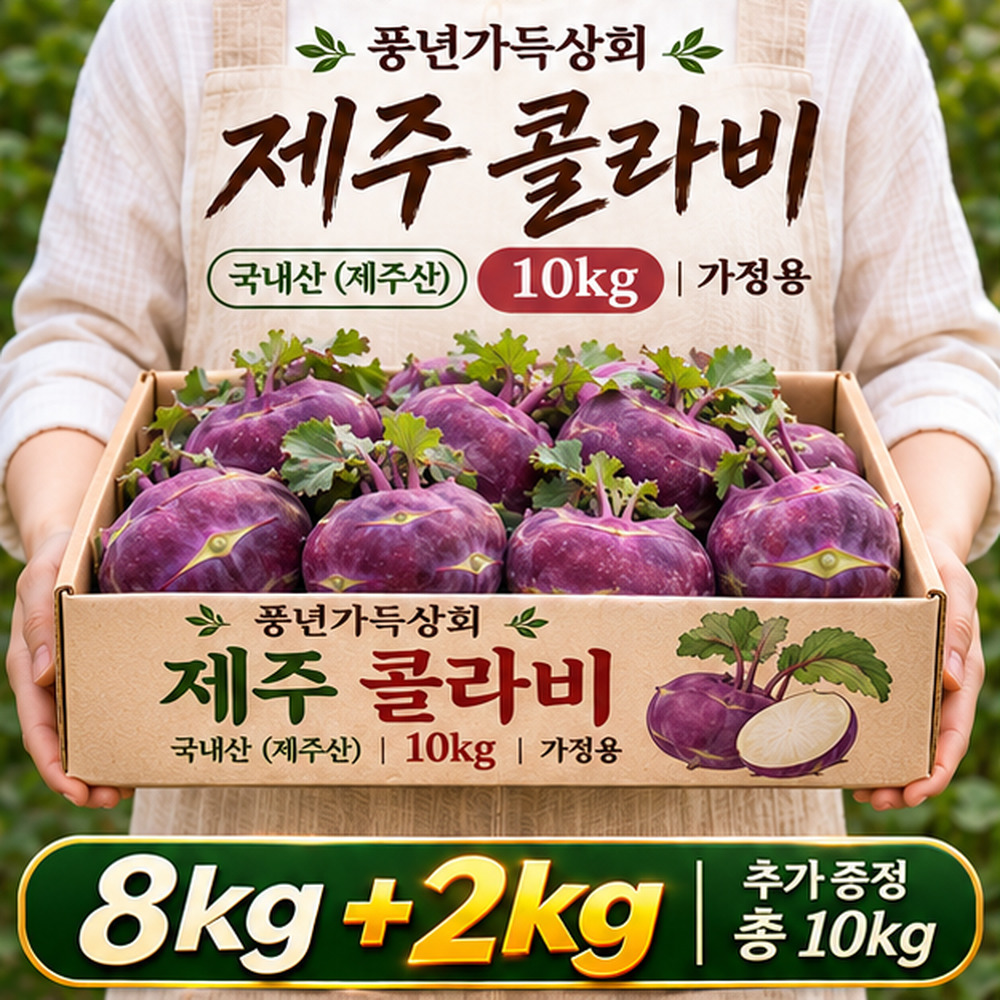 풍년가득상회
제주 콜라비
국내산 (제주산) 10kg | 가정용
풍년가득상회
제주 콜라비
국내산 (제주산) | 10kg | 가정용
8kg + 2kg | 추가 증정
총 10kg